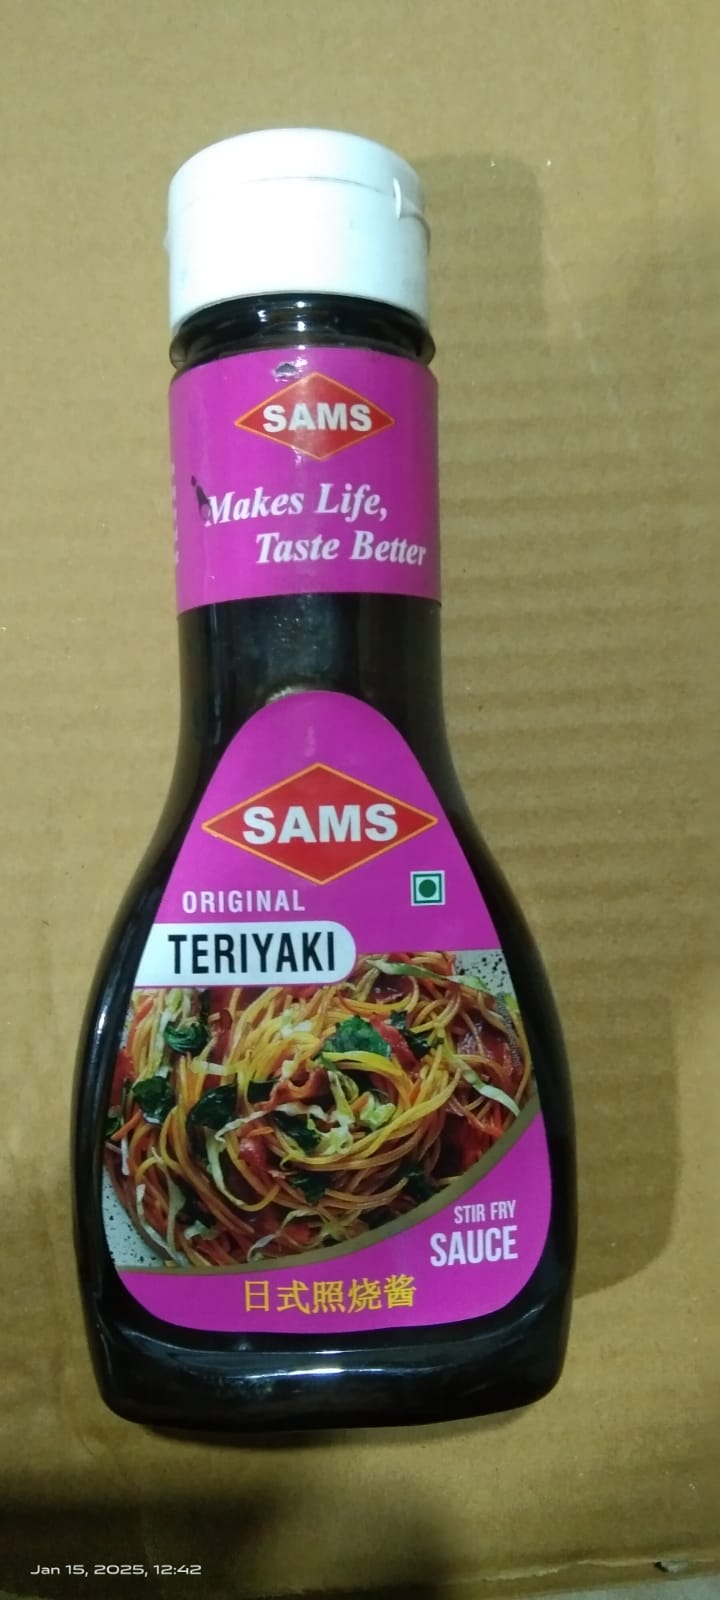 SAMS
Makes Life,
Taste Better
SAMS
ORIGINAL
TERIYAKI
STIR FRY
SAUCE
日式照烧酱
Jan 15, 2025, 12:42